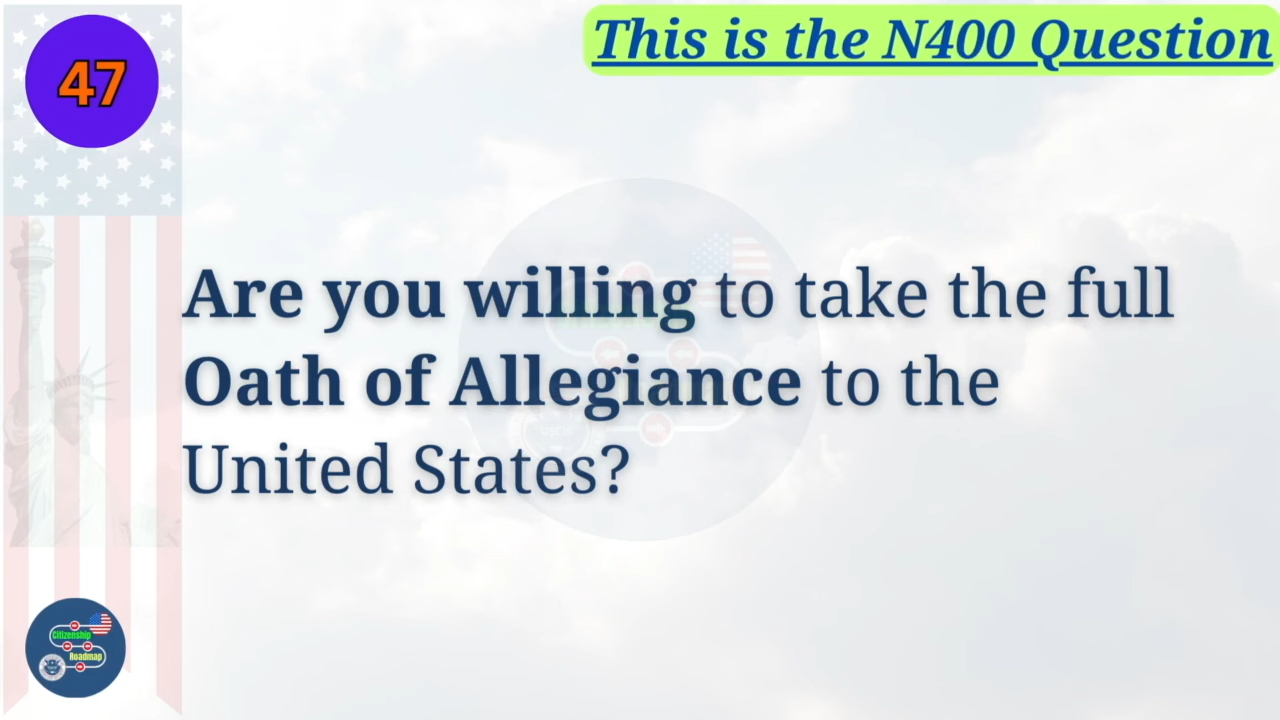 47
This is the N400 Question
Are you willing to take the full
Oath of Allegiance to the
United States?
Citizenship
Roadmap